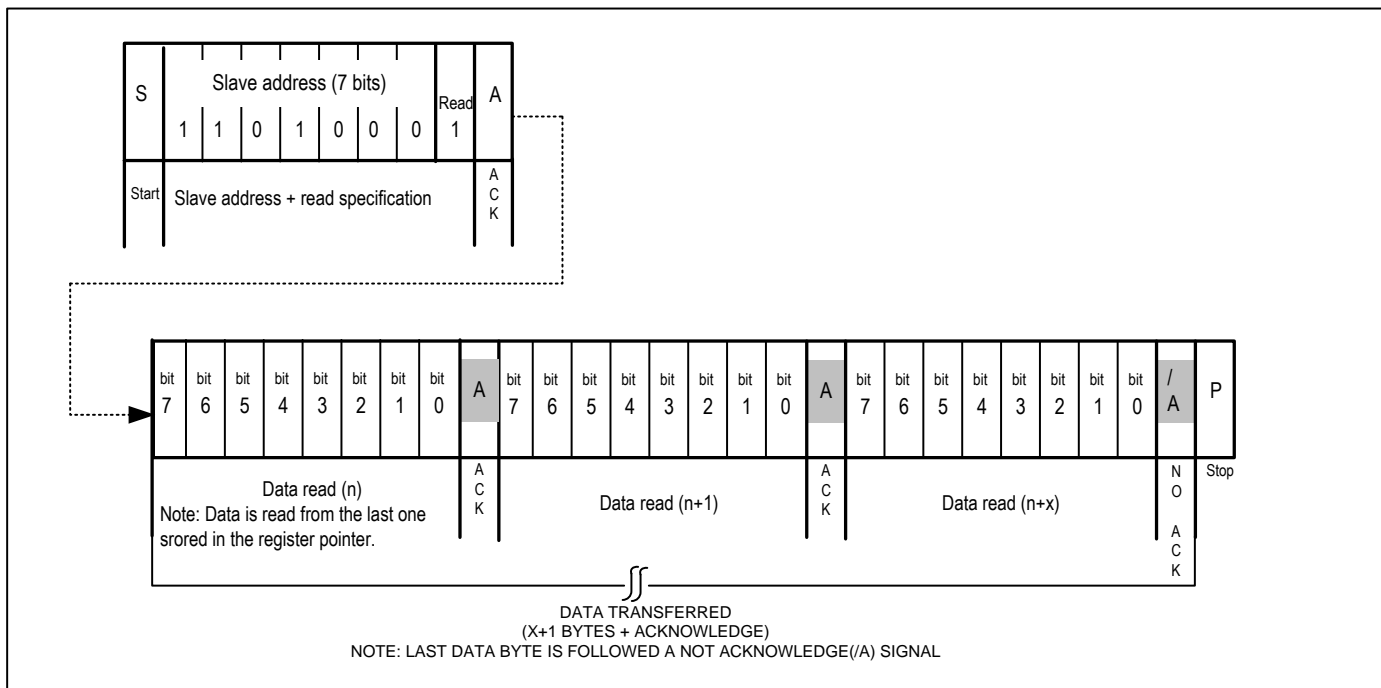 Slave address (7 bits)
S Read A
1 1 0 1 0 0 0 1
Start Slave address + read specification A C K
bit bit bit bit bit bit bit bit A bit bit bit bit bit bit bit bit A bit bit bit bit bit bit bit bit / A P
7 6 5 4 3 2 1 0 7 6 5 4 3 2 1 0 7 6 5 4 3 2 1 0
Data read (n) A C K Data read (n+1) A C K Data read (n+x) NO ACK Stop
Note: Data is read from the last one
srored in the register pointer.
DATA TRANSFERRED
(X+1 BYTES + ACKNOWLEDGE)
NOTE: LAST DATA BYTE IS FOLLOWED A NOT ACKNOWLEDGE(/A) SIGNAL